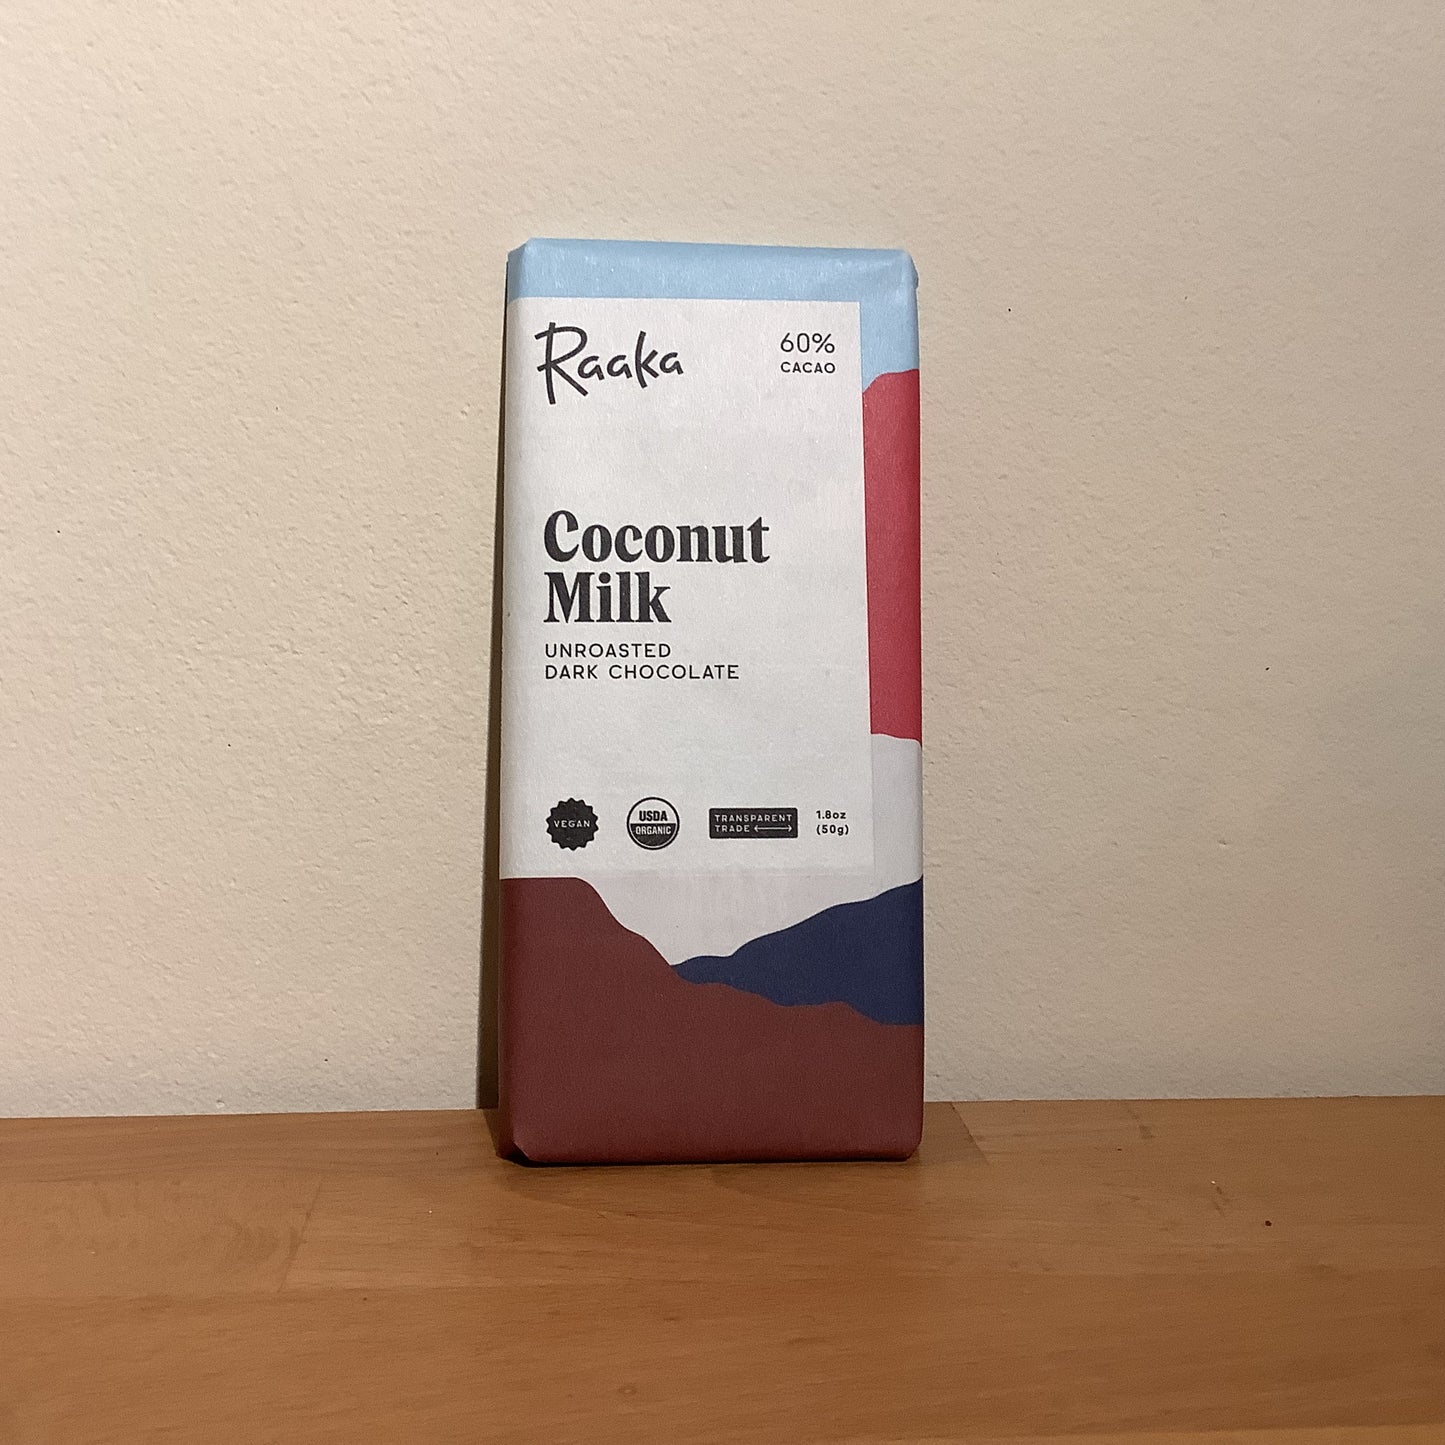 Raaka
60%
CACAO
Coconut
Milk
UNROASTED
DARK CHOCOLATE
VEGAN
USDA
ORGANIC
TRANSPARENT
TRADE
1.8oz
(50g)